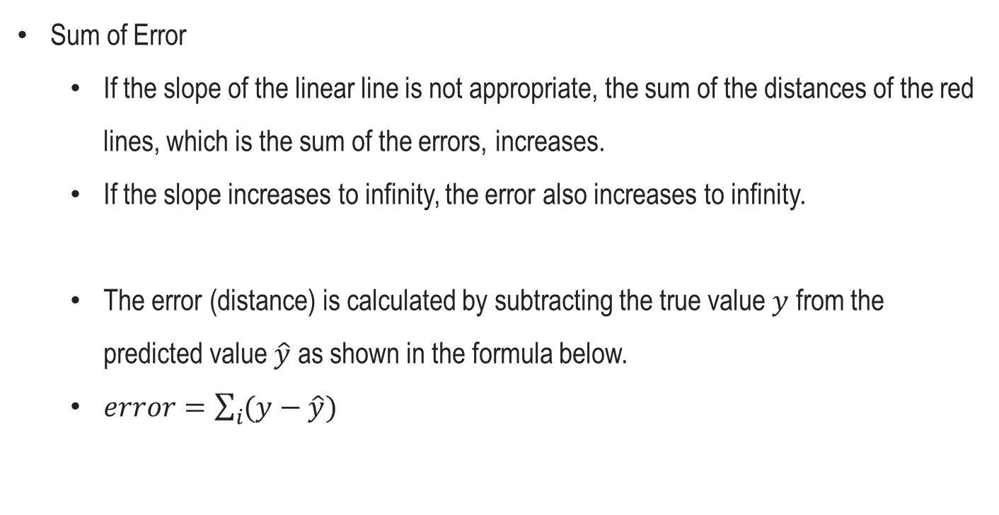 • Sum of Error
• If the slope of the linear line is not appropriate, the sum of the distances of the red
lines, which is the sum of the errors, increases.
• If the slope increases to infinity, the error also increases to infinity.
• The error (distance) is calculated by subtracting the true value y from the
predicted value ŷ as shown in the formula below.
• error = ∑ᵢ(y − ŷ)